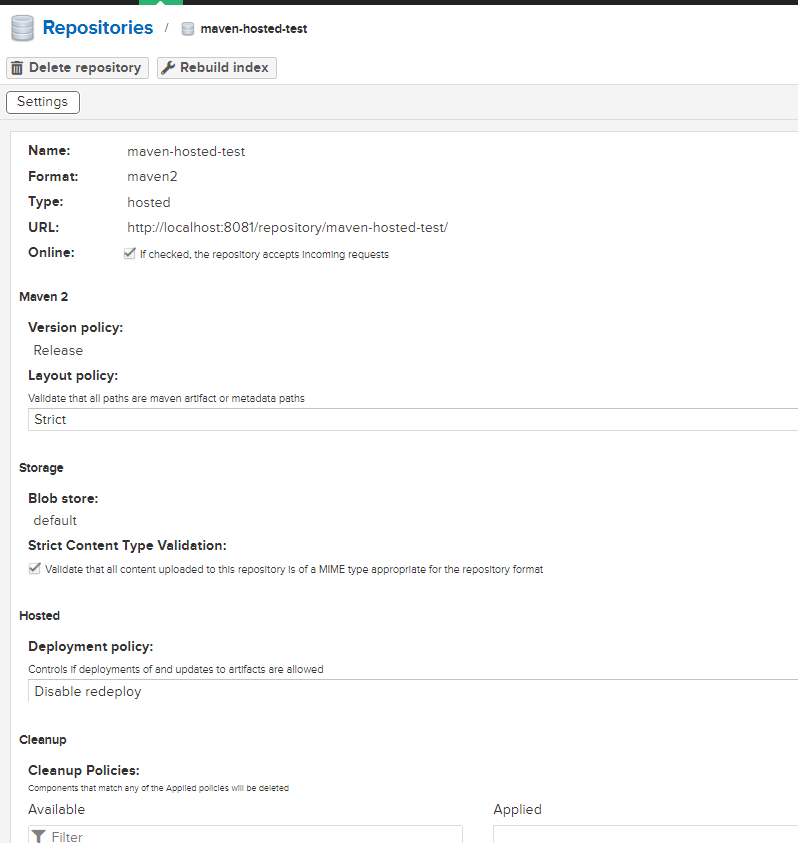 Repositories / maven-hosted-test
Delete repository Rebuild index
Settings
Name: maven-hosted-test
Format: maven2
Type: hosted
URL: http://localhost:8081/repository/maven-hosted-test/
Online: If checked, the repository accepts incoming requests
Maven 2
Version policy:
Release
Layout policy:
Validate that all paths are maven artifact or metadata paths
Strict
Storage
Blob store:
default
Strict Content Type Validation:
Validate that all content uploaded to this repository is of a MIME type appropriate for the repository format
Hosted
Deployment policy:
Controls if deployments of and updates to artifacts are allowed
Disable redeploy
Cleanup
Cleanup Policies:
Components that match any of the Applied policies will be deleted
Available Applied
Filter